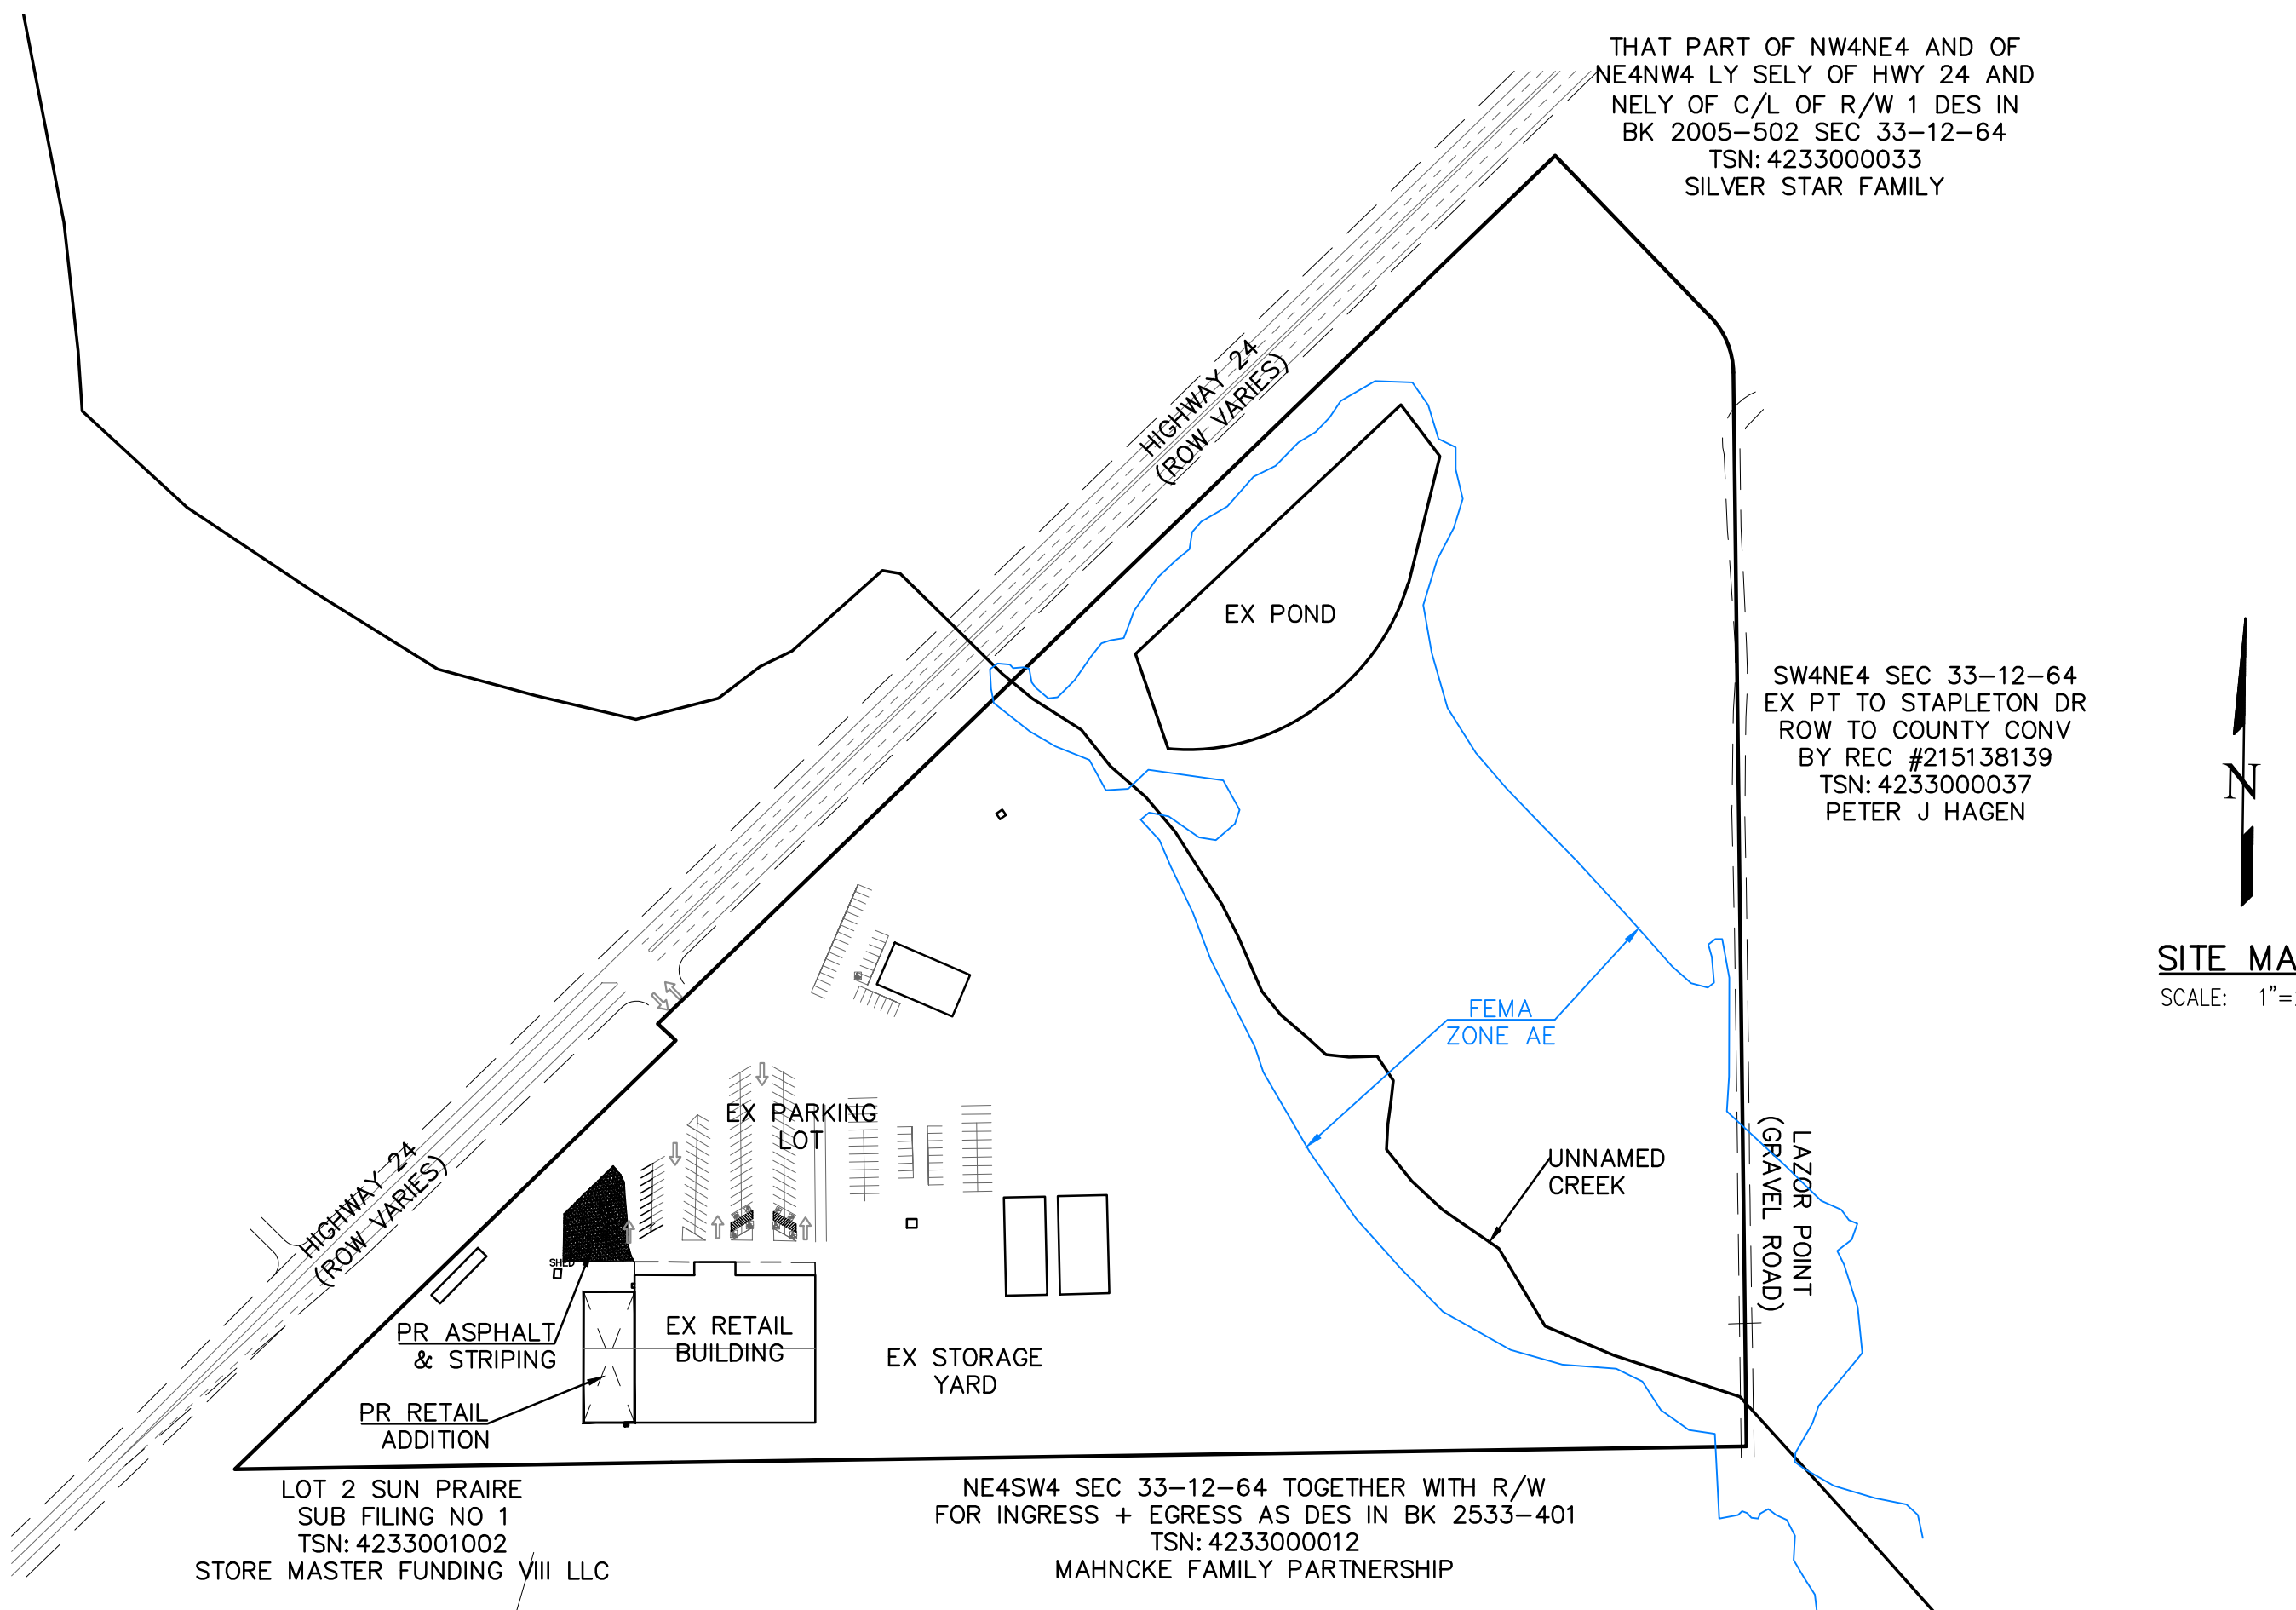 THAT PART OF NW4NE4 AND OF
NE4NW4 LY SELY OF HWY 24 AND
NELY OF C/L OF R/W 1 DES IN
BK 2005-502 SEC 33-12-64
TSN: 4233000033
SILVER STAR FAMILY
HIGHWAY 24
(ROW VARIES)
EX POND
SW4NE4 SEC 33-12-64
EX PT TO STAPLETON DR
ROW TO COUNTY CONV
BY REC #215138139
TSN: 4233000037
PETER J HAGEN
N
SITE MA
SCALE: 1"=
FEMA
ZONE AE
EX PARKING
LOT
UNNAMED
CREEK
LAZOR POINT
(GRAVEL ROAD)
HIGHWAY 24
(ROW VARIES)
SHED
PR ASPHALT
& STRIPING
EX RETAIL
BUILDING
EX STORAGE
YARD
PR RETAIL
ADDITION
LOT 2 SUN PRAIRE
SUB FILING NO 1
TSN: 4233001002
STORE MASTER FUNDING VIII LLC
NE4SW4 SEC 33-12-64 TOGETHER WITH R/W
FOR INGRESS + EGRESS AS DES IN BK 2533-401
TSN: 4233000012
MAHNCKE FAMILY PARTNERSHIP